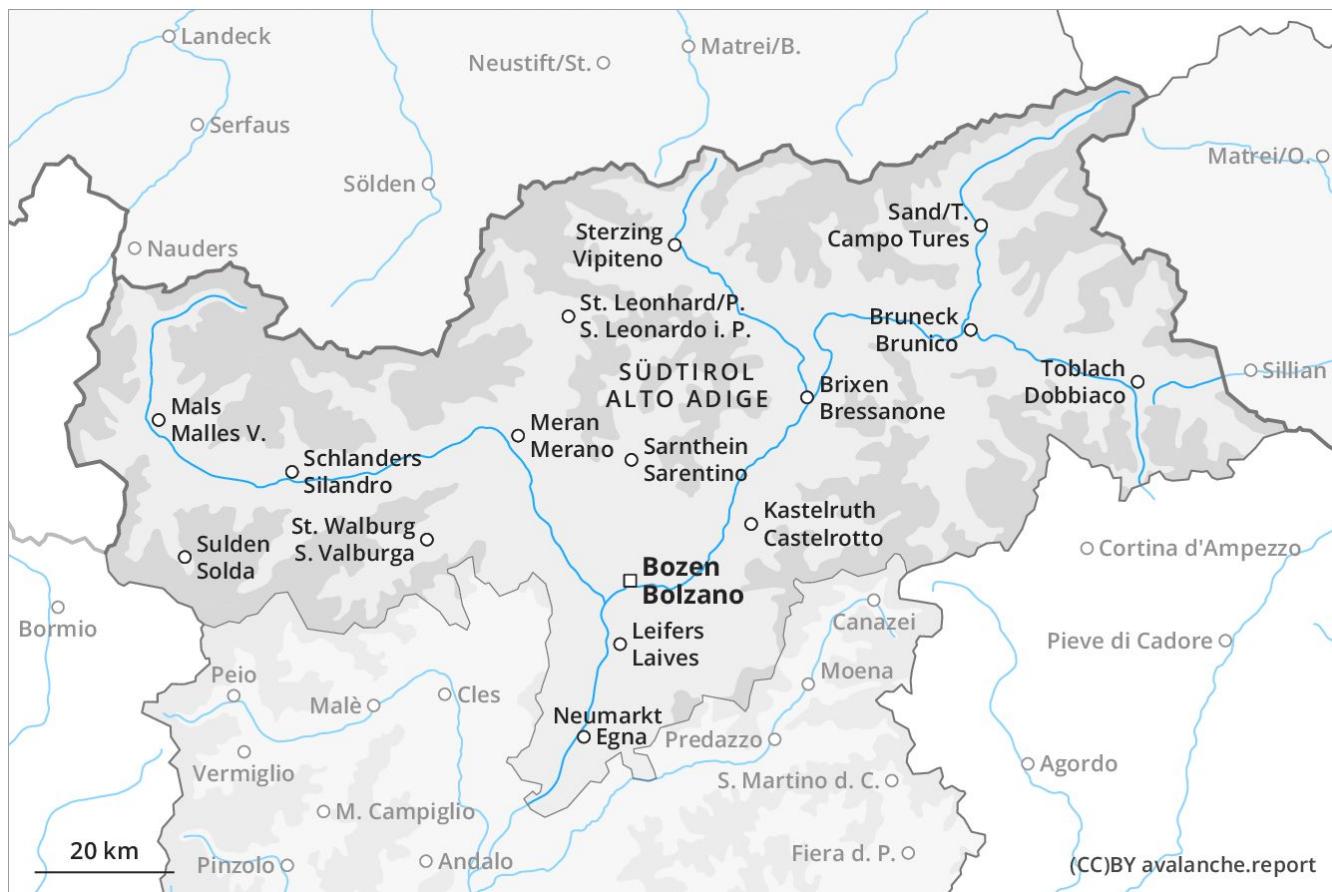 Landeck
Matrei/B.
Neustift/St.
Serfaus
Matrei/O.
Sölden
Nauders
Sand/T.
Campo Tures
Sterzing
Vipiteno
St. Leonhard/P.
S. Leonardo i. P.
Bruneck
Brunico
SÜDTIROL
ALTO ADIGE
Toblach
Dobbiaco
Sillian
Brixen
Bressanone
Mals
Malles V.
Meran
Merano
Schlanders
Silandro
Sarnthein
Sarentino
Kastelruth
Castelrotto
St. Walburg
S. Valburga
Sulden
Solda
Cortina d'Ampezzo
Bozen
Bolzano
Bormio
Canazei
Leifers
Laives
Pieve di Cadore
Peio
Moena
Malè
Cles
Neumarkt
Egna
Predazzo
Vermiglio
Agordo
S. Martino d. C.
M. Campiglio
20 km
Pinzolo
Andalo
Fiera d. P.
(CC)BY avalanche.report